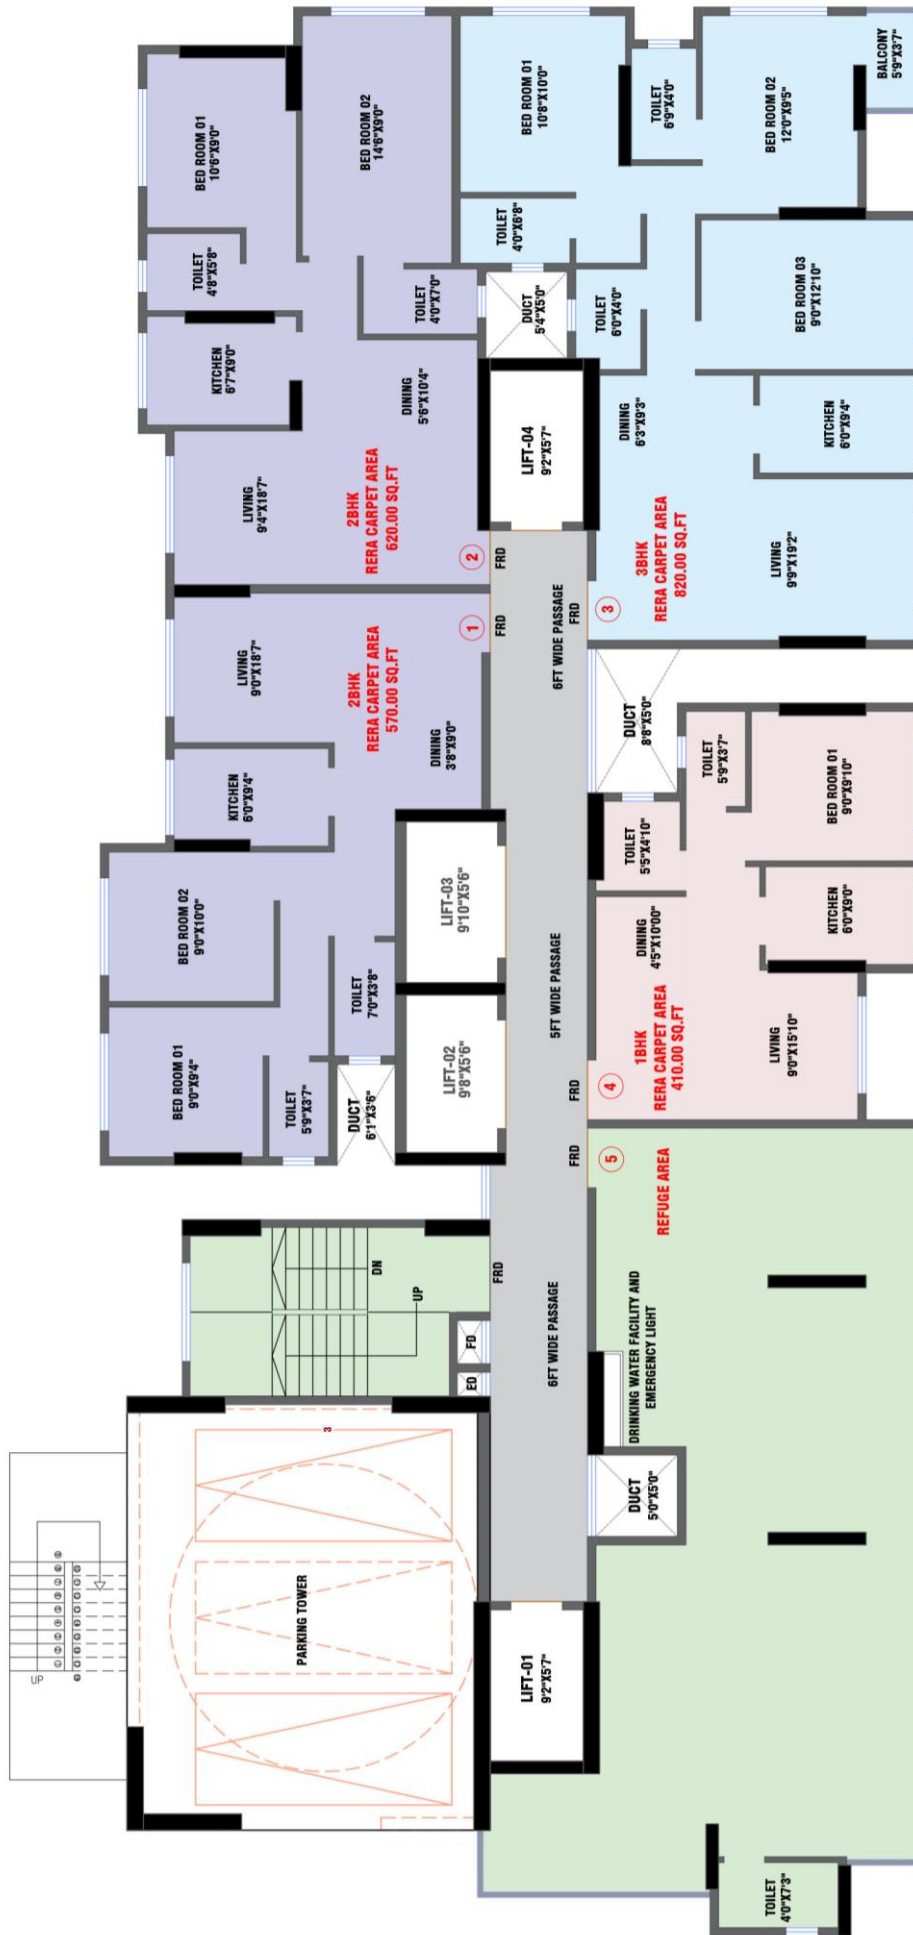 BED ROOM 01
10'6"X9'0"
BED ROOM 02
14'6"X9'0"
TOILET
4'8"X5'8"
TOILET
4'0"X7'0"
KITCHEN
6'7"X9'0"
DINING
5'6"X10'4"
LIVING
9'4"X18'7"
2BHK
RERA CARPET AREA
620.00 SQ.FT
2
FRD
BED ROOM 01
10'8"X10'0"
TOILET
6'9"X4'0"
BED ROOM 02
12'0"X9'5"
BALCONY
5'9"X3'7"
TOILET
4'0"X6'8"
DUCT
5'4"X5'0"
TOILET
6'0"X4'0"
BED ROOM 03
9'0"X12'10"
LIFT-04
9'2"X5'7"
DINING
6'3"X9'3"
KITCHEN
6'0"X9'4"
3BHK
RERA CARPET AREA
820.00 SQ.FT
LIVING
9'9"X19'2"
3
FRD
6FT WIDE PASSAGE
LIVING
9'0"X18'7"
2BHK
RERA CARPET AREA
570.00 SQ.FT
1
FRD
KITCHEN
6'0"X9'4"
DINING
3'8"X9'0"
BED ROOM 02
9'0"X10'0"
BED ROOM 01
9'0"X9'4"
TOILET
7'0"X3'8"
TOILET
5'9"X3'7"
DUCT
6'1"X3'6"
LIFT-03
9'10"X5'6"
LIFT-02
9'8"X5'6"
5FT WIDE PASSAGE
DUCT
8'8"X5'0"
TOILET
5'9"X3'7"
TOILET
5'5"X4'10"
BED ROOM 01
9'0"X9'10"
DINING
4'5"X10'00"
KITCHEN
6'0"X9'0"
1BHK
RERA CARPET AREA
410.00 SQ.FT
LIVING
9'0"X15'10"
4
FRD
5
FRD
REFUGE AREA
DN
UP
FRD
FD
ED
6FT WIDE PASSAGE
DRINKING WATER FACILITY AND
EMERGENCY LIGHT
DUCT
5'0"X5'0"
3
PARKING TOWER
UP
LIFT-01
9'2"X5'7"
TOILET
4'0"X7'3"